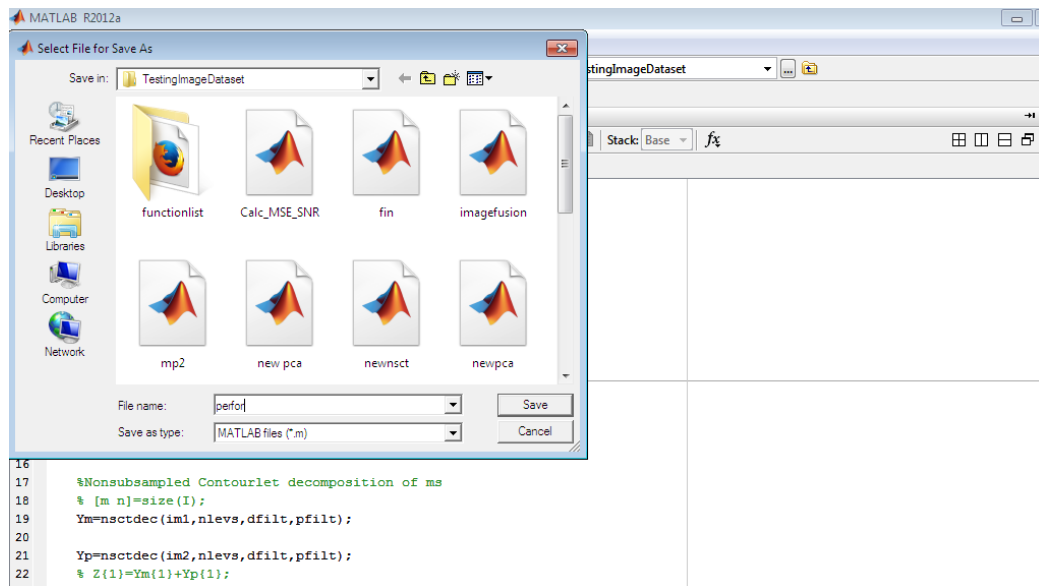 MATLAB R2012a
Select File for Save As
Save in: TestingImageDataset
stingImageDataset
Stack: Base fx
Recent Places
Desktop
Libraries
Computer
Network
functionlist Calc_MSE_SNR fin imagefusion
mp2 new pca newnsct newpca
File name: perfor Save
Save as type: MATLAB files (*.m) Cancel
16
17 %Nonsubsampled Contourlet decomposition of ms
18 % [m n]=size(I);
19 Ym=nsctdec(im1,nlevs,dfilt,pfilt);
20
21 Yp=nsctdec(im2,nlevs,dfilt,pfilt);
22 % Z{1}=Ym{1}+Yp{1};